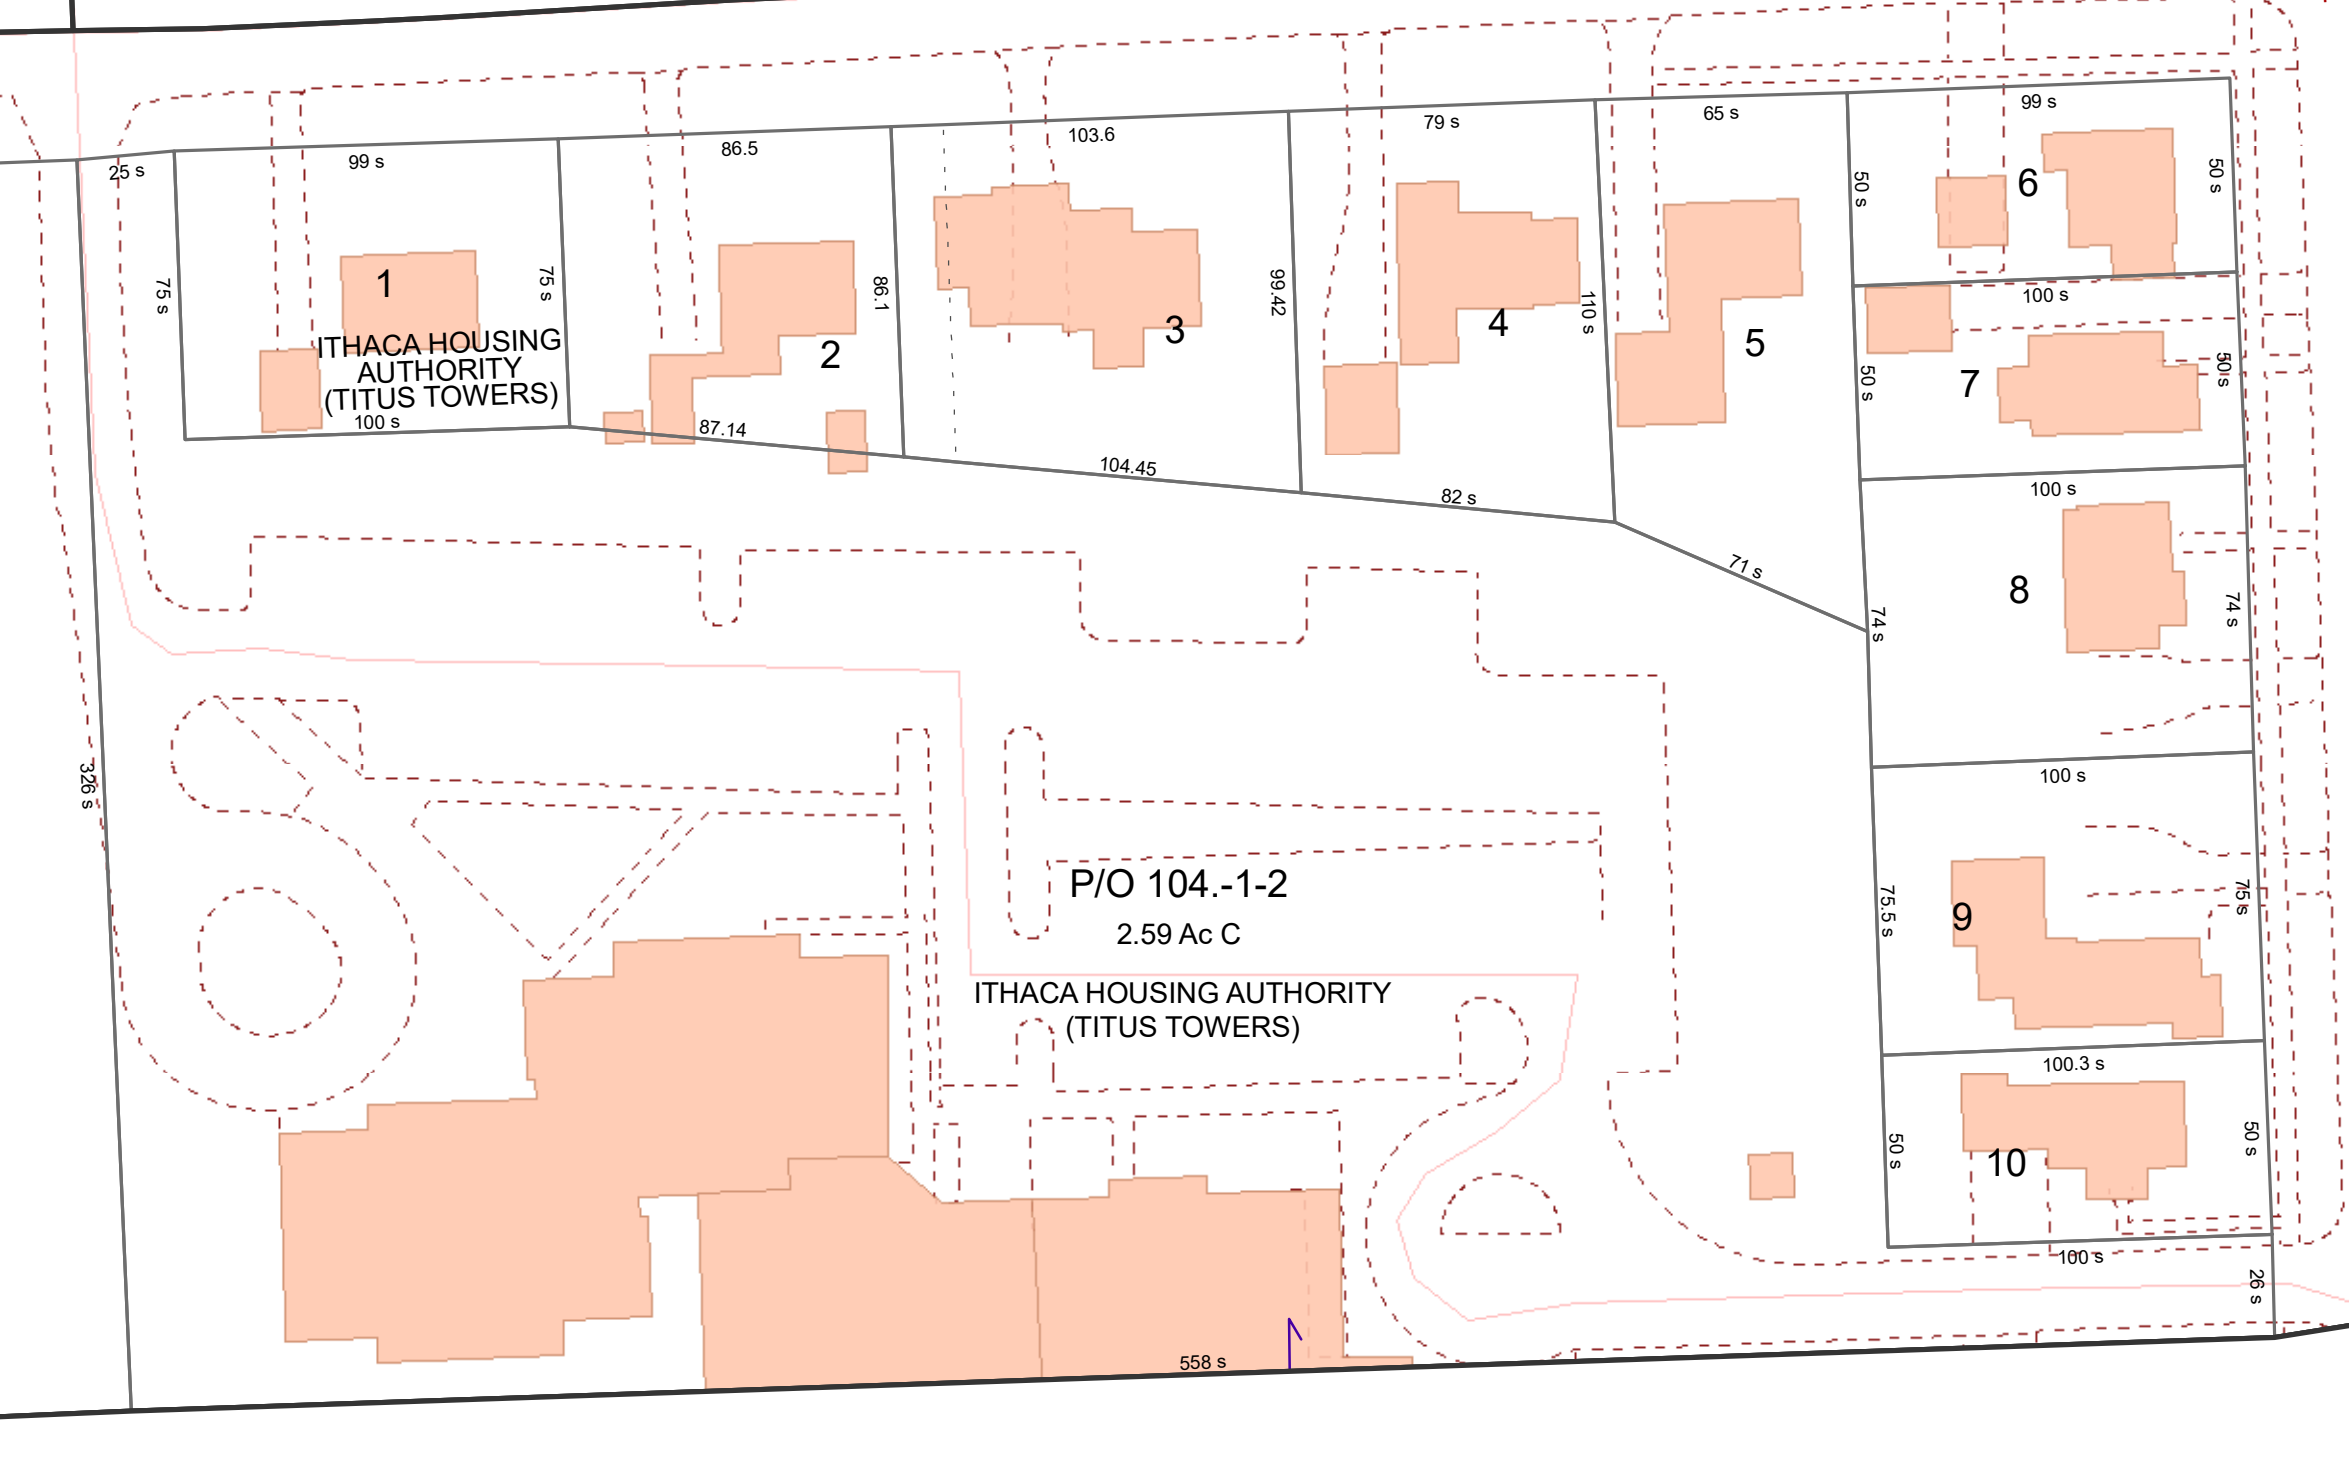 99 s
65 s
79 s
103.6
86.5
99 s
25 s
75 s
1
75 s
ITHACA HOUSING
AUTHORITY
(TITUS TOWERS)
100 s
2
86.1
87.14
3
99.42
104.45
4
110 s
82 s
5
71 s
50 s
6
50 s
100 s
50 s
7
50 s
100 s
8
74 s
74 s
100 s
9
75.5 s
75 s
100.3 s
50 s
10
50 s
100 s
26 s
326 s
P/O 104.-1-2
2.59 Ac C
ITHACA HOUSING AUTHORITY
(TITUS TOWERS)
558 s